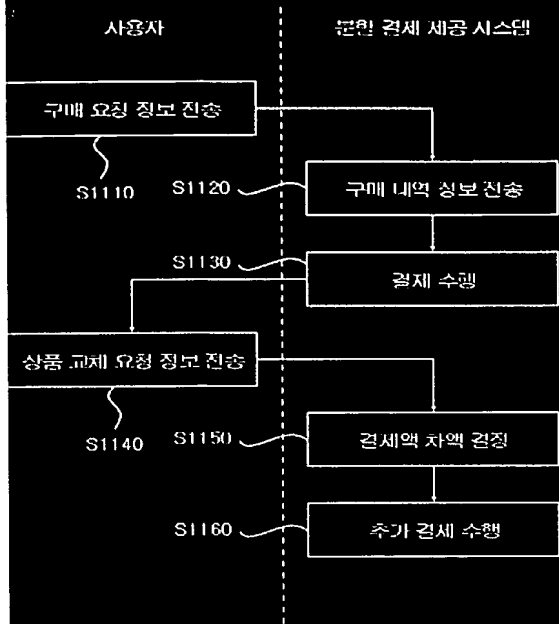 사용자
분할 결제 제공 시스템
구매 요청 정보 전송
S1110
S1120
구매 내역 정보 전송
S1130
결제 수행
상품 교체 요청 정보 전송
S1140
S1150
결제액 차액 결정
S1160
추가 결제 수행